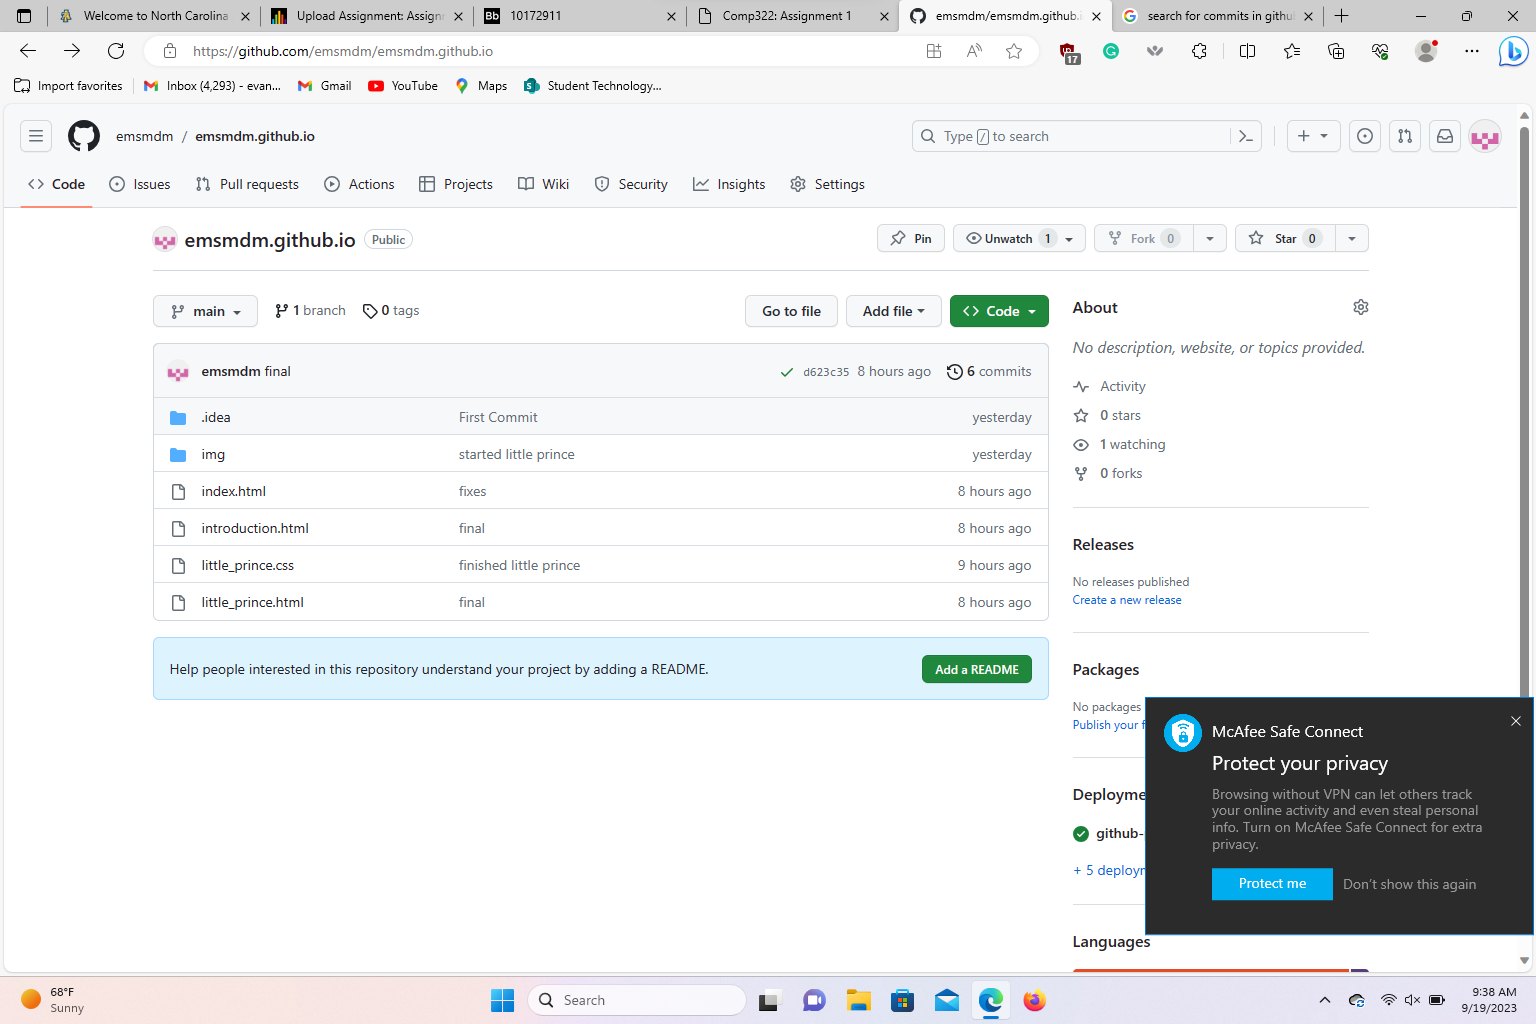 Welcome to North Carolina
Upload Assignment: Assign
Bb 10172911
Comp322: Assignment 1
emsmdm/emsmdm.github.i
search for commits in githu
https://github.com/emsmdm/emsmdm.github.io
17
Import favorites
Inbox (4,293) - evan...
Gmail
YouTube
Maps
Student Technology...
emsmdm / emsmdm.github.io
Type / to search
Code
Issues
Pull requests
Actions
Projects
Wiki
Security
Insights
Settings
emsmdm.github.io Public
Pin
Unwatch 1
Fork 0
Star 0
main
1 branch
0 tags
Go to file
Add file
Code
emsmdm final
d623c35 8 hours ago
6 commits
.idea First Commit yesterday
img started little prince yesterday
index.html fixes 8 hours ago
introduction.html final 8 hours ago
little_prince.css finished little prince 9 hours ago
little_prince.html final 8 hours ago
Help people interested in this repository understand your project by adding a README.
Add a README
About
No description, website, or topics provided.
Activity
0 stars
1 watching
0 forks
Releases
No releases published
Create a new release
Packages
No packages
Publish your f
Deployme
github-
+ 5 deployn
Languages
McAfee Safe Connect
Protect your privacy
Browsing without VPN can let others track
your online activity and even steal personal
info. Turn on McAfee Safe Connect for extra
privacy.
Protect me
Don't show this again
68°F
Sunny
Search
9:38 AM
9/19/2023